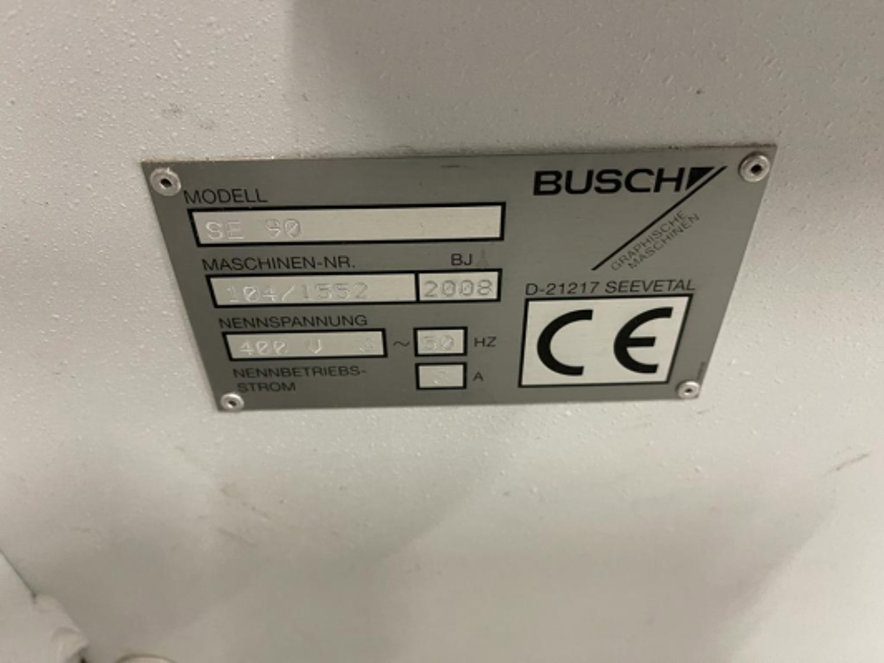 BUSCH
GRAPHISCHE
MASCHINEN
D-21217 SEEVETAL
MODELL
SE 90
MASCHINEN-NR.
BJ
104/1552
2008
NENNSPANNUNG
400 V
~ 50 HZ
NENNBETRIEBS-
STROM
A
CE